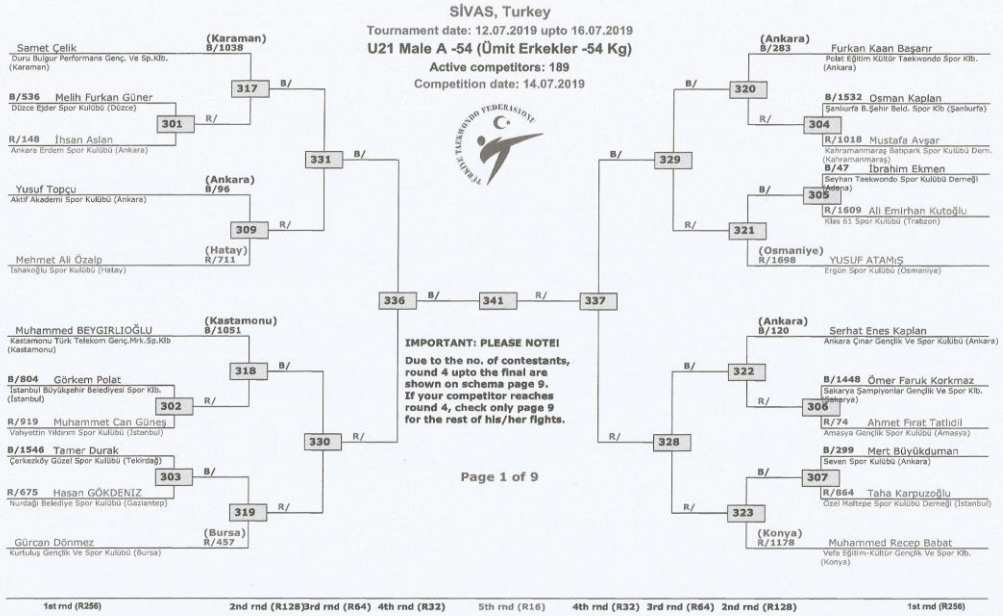 SİVAS, Turkey
Tournament date: 12.07.2019 upto 16.07.2019
U21 Male A -54 (Ümit Erkekler -54 Kg)
Active competitors: 189
Competition date: 14.07.2019
TÜRKİYE TAEKWONDO FEDERASYONU
(Karaman)
Samet Çelik B/1038
Duru Bulgur Performans Genç. Ve Sp.Klb.
(Karaman)
317 B/
B/536 Melih Furkan Güner
Düzce Ejder Spor Kulübü (Düzce)
301 R/
R/148 İhsan Aslan
Ankara Erdem Spor Kulübü (Ankara)
331 B/
(Ankara)
Yusuf Topçu B/96
Aktif Akademi Spor Kulübü (Ankara)
309 R/
(Hatay)
Mehmet Ali Özalp R/711
İshakoğlu Spor Kulübü (Hatay)
336 B/ 341 R/ 337
(Kastamonu)
Muhammed BEYGIRLIOĞLU B/1051
Kastamonu Türk Telekom Genç.Mrk.Sp.Klb
(Kastamonu)
318 B/
B/804 Görkem Polat
İstanbul Büyükşehir Belediyesi Spor Klb.
(İstanbul)
302 R/
R/919 Muhammet Can Güneş
Vahyettin Yıldırım Spor Kulübü (İstanbul)
330 R/
B/1546 Tamer Durak
Çerkezköy Güzel Spor Kulübü (Tekirdağ)
303 B/
R/675 Hasan GÖKDENIZ
Nurdağı Belediye Spor Kulübü (Gaziantep)
319 R/
(Bursa)
Gürcan Dönmez R/457
Kurtuluş Gençlik Ve Spor Kulübü (Bursa)
IMPORTANT: PLEASE NOTE!
Due to the no. of contestants,
round 4 upto the final are
shown on schema page 9.
If your competitor reaches
round 4, check only page 9
for the rest of his/her fights.
Page 1 of 9
(Ankara)
B/283 Furkan Kaan Başarır
Polat Eğitim Kültür Taekwondo Spor Klb.
(Ankara)
B/ 320
B/1532 Osman Kaplan
Şanlıurfa B.Şehir Beld. Spor Klb (Şanlıurfa)
R/ 304
R/1018 Mustafa Avşar
Kahramanmaraş Batıpark Spor Kulübü Dern.
(Kahramanmaraş)
B/ 329
B/47 İbrahim Ekmen
Seyhan Taekwondo Spor Kulübü Derneği
(Adana)
B/ 305
R/1609 Ali Emirhan Kutoğlu
Klas 61 Spor Kulübü (Trabzon)
R/ 321
(Osmaniye)
R/1698 YUSUF ATAMIŞ
Ergün Spor Kulübü (Osmaniye)
(Ankara)
B/120 Serhat Enes Kaplan
Ankara Çınar Gençlik Ve Spor Kulübü (Ankara)
B/ 322
B/1448 Ömer Faruk Korkmaz
Sakarya Şampiyonlar Gençlik Ve Spor Klb.
(Sakarya)
R/ 306
R/74 Ahmet Fırat Tatlıdil
Amasya Gençlik Spor Kulübü (Amasya)
R/ 328
B/299 Mert Büyükduman
Seven Spor Kulübü (Ankara)
B/ 307
R/864 Taha Karpuzoğlu
Özel Maltepe Spor Kulübü Derneği (İstanbul)
R/ 323
(Konya)
R/1178 Muhammed Recep Babat
Vefa Eğitim-Kültür Gençlik Ve Spor Klb.
(Konya)
1st rnd (R256) 2nd rnd (R128) 3rd rnd (R64) 4th rnd (R32) 5th rnd (R16) 4th rnd (R32) 3rd rnd (R64) 2nd rnd (R128) 1st rnd (R256)